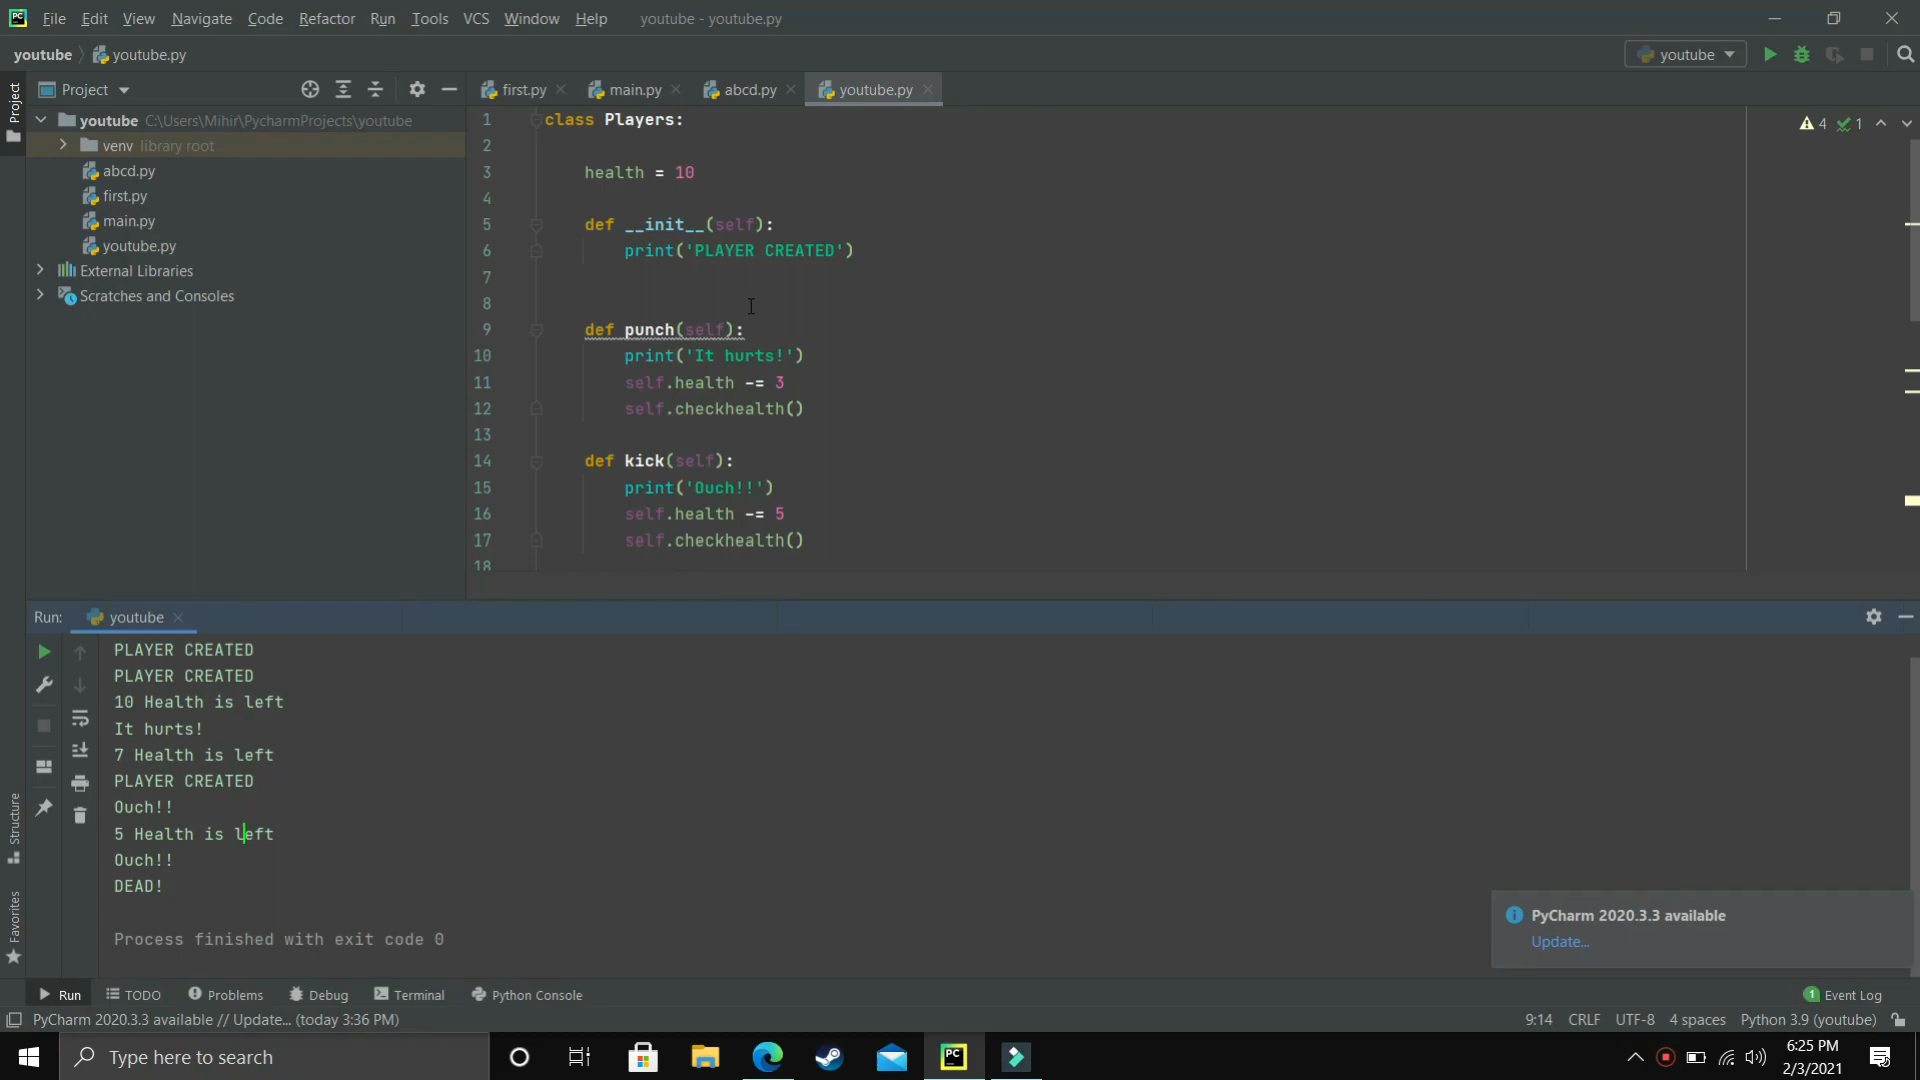 PC File Edit View Navigate Code Refactor Run Tools VCS Window Help youtube - youtube.py
youtube youtube.py youtube
Project
Project
first.py main.py abcd.py youtube.py
youtube C:\Users\Mihir\PycharmProjects\youtube
venv library root
abcd.py
first.py
main.py
youtube.py
External Libraries
Scratches and Consoles
4 1
1 class Players:
2
3 health = 10
4
5 def __init__(self):
6 print('PLAYER CREATED')
7
8
9 def punch(self):
10 print('It hurts!')
11 self.health -= 3
12 self.checkhealth()
13
14 def kick(self):
15 print('Ouch!!')
16 self.health -= 5
17 self.checkhealth()
18
Run: youtube
PLAYER CREATED
PLAYER CREATED
10 Health is left
It hurts!
7 Health is left
PLAYER CREATED
Ouch!!
5 Health is left
Ouch!!
DEAD!
Process finished with exit code 0
Structure
Favorites
PyCharm 2020.3.3 available
Update...
Run TODO Problems Debug Terminal Python Console 1 Event Log
PyCharm 2020.3.3 available // Update... (today 3:36 PM) 9:14 CRLF UTF-8 4 spaces Python 3.9 (youtube)
Type here to search PC 6:25 PM
2/3/2021